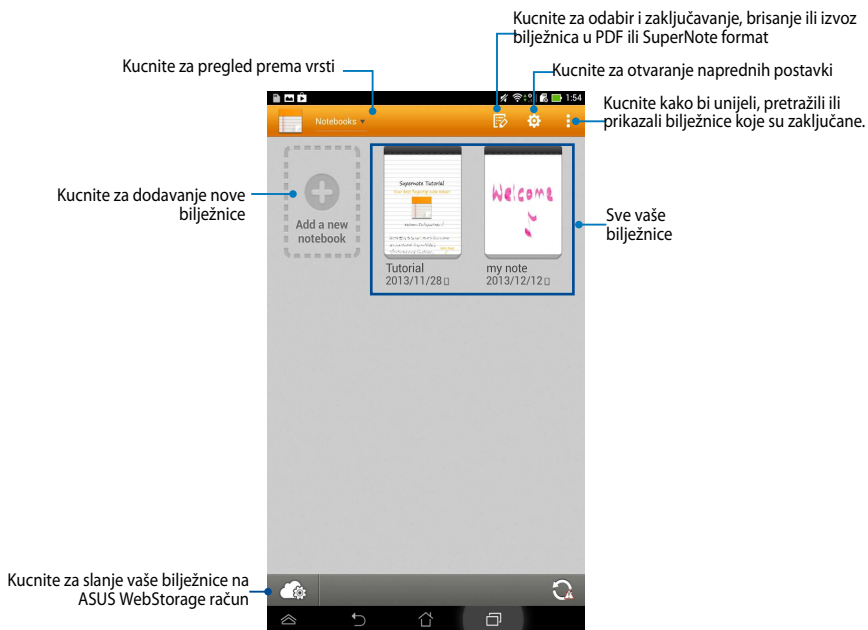 Kucnite za odabir i zaključavanje, brisanje ili izvoz
bilježnica u PDF ili SuperNote format
Kucnite za pregled prema vrsti
Kucnite za otvaranje naprednih postavki
Kucnite kako bi unijeli, pretražili ili
prikazali bilježnice koje su zaključane.
1:54
Notebooks
Kucnite za dodavanje nove
bilježnice
Add a new
notebook
Supernote Tutorial
Welcome
Sve vaše
bilježnice
Tutorial
2013/11/28
my note
2013/12/12
Kucnite za slanje vaše bilježnice na
ASUS WebStorage račun